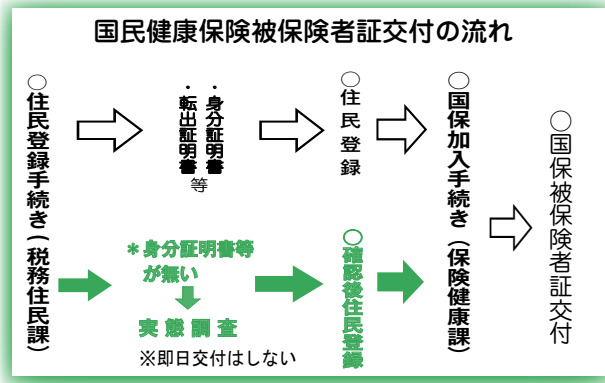 国民健康保険被保険者証交付の流れ
○住民登録手続き（税務住民課）
・身分証明書
・転出証明書
等
○住民登録
＊身分証明書等
が無い
実態調査
※即日交付はしない
○確認後住民登録
○国保加入手続き（保険健康課）
○国保被保険者証交付